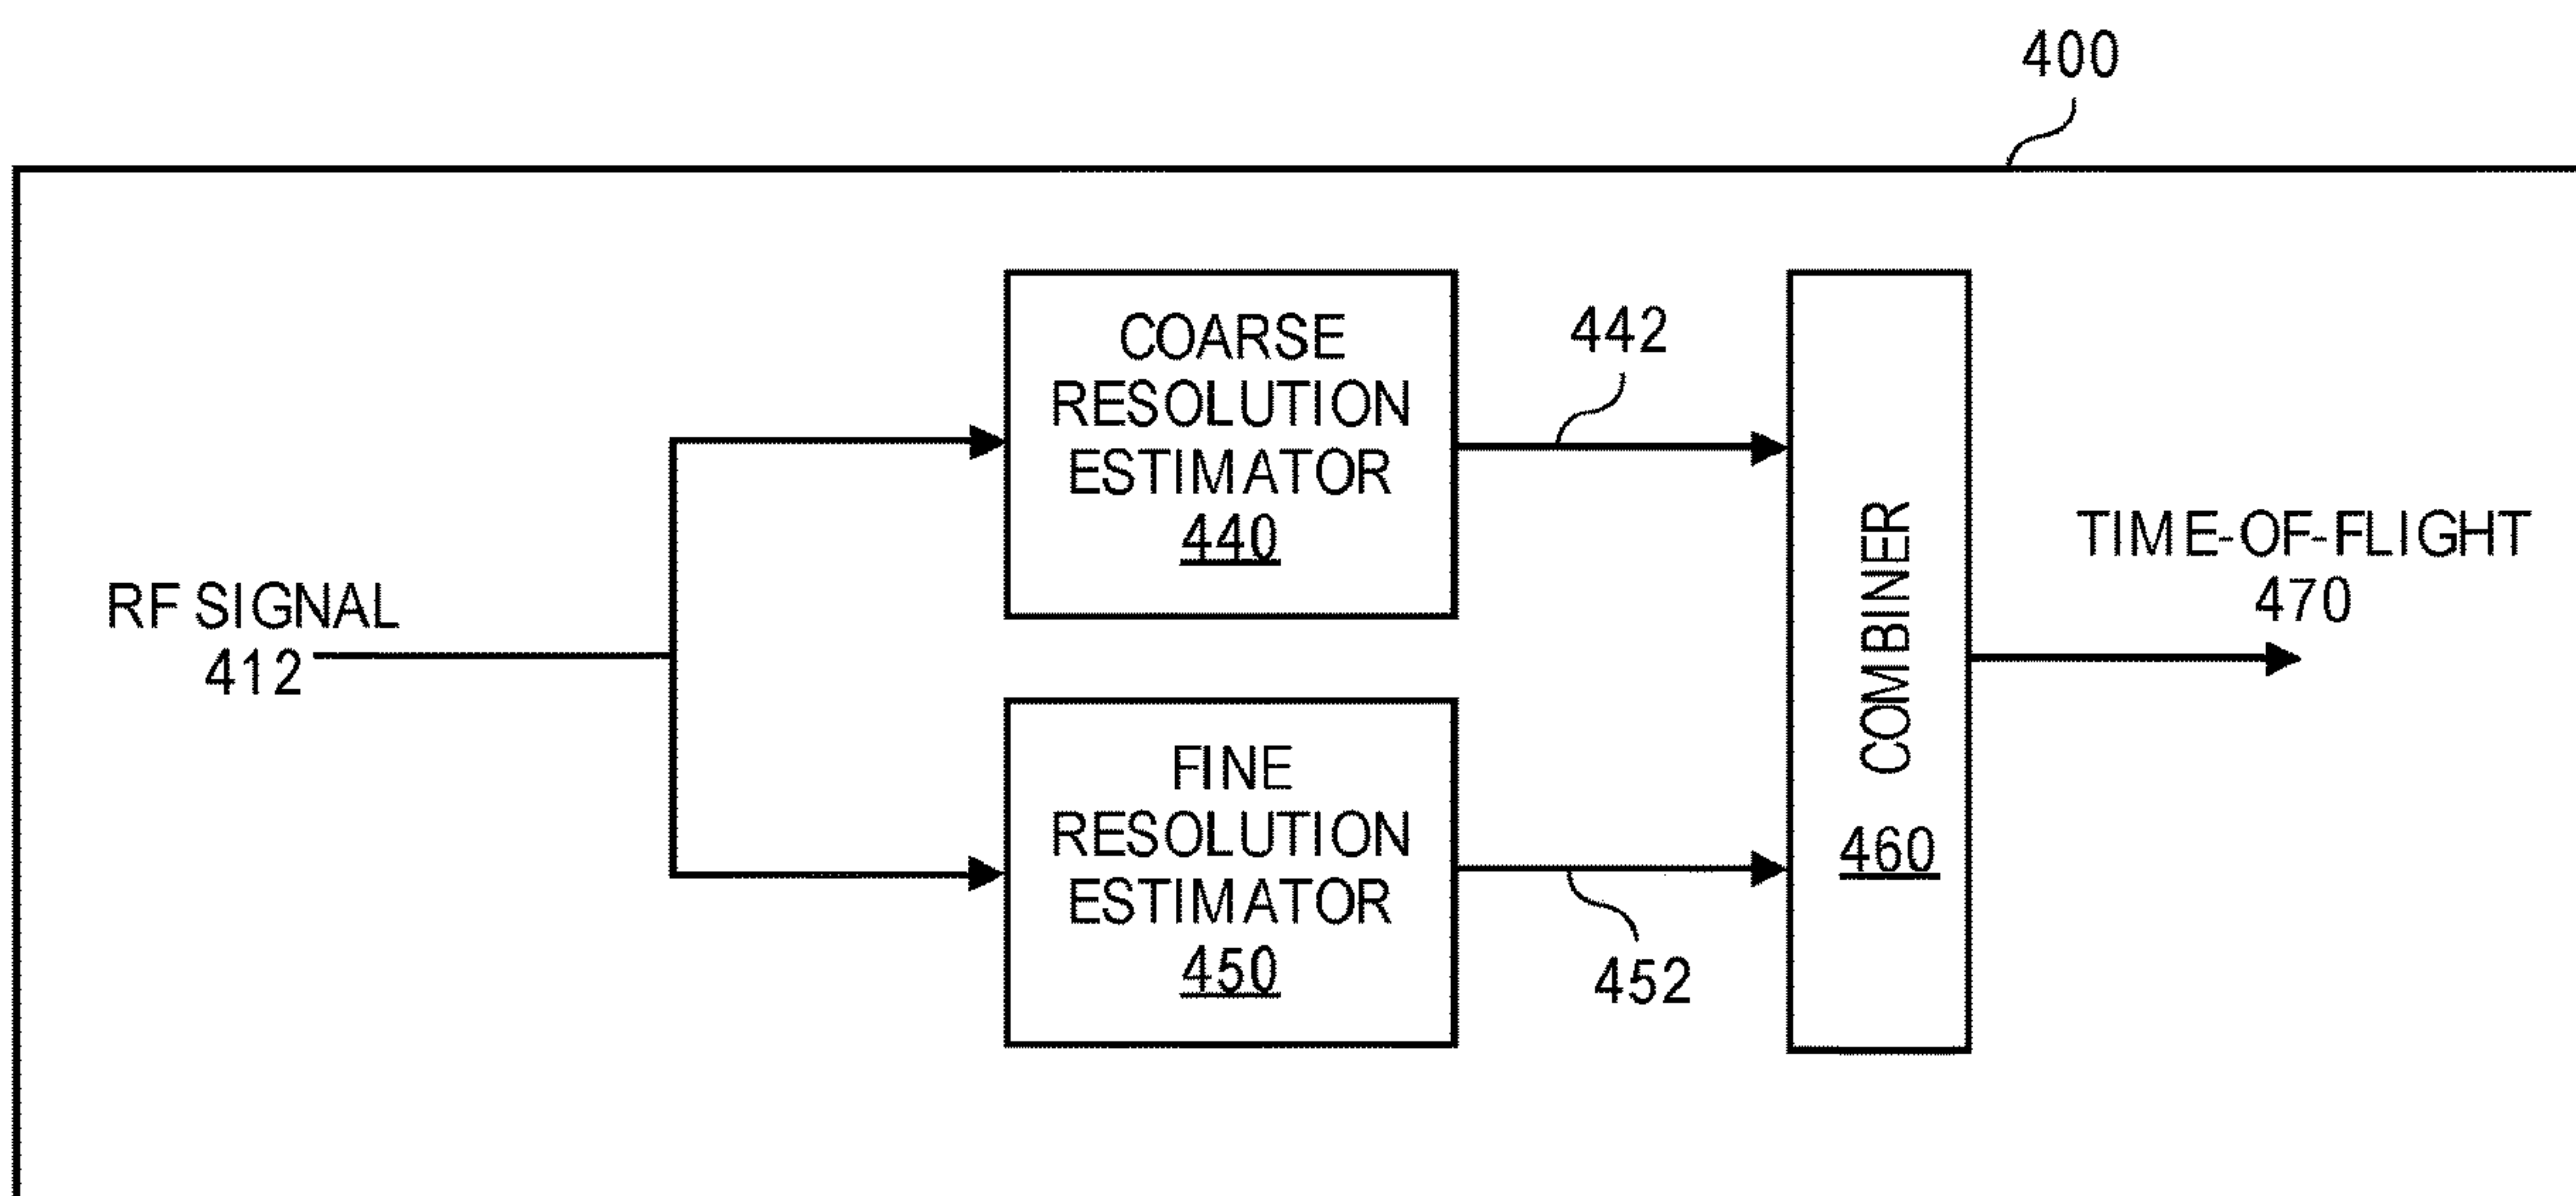 400
COARSE
RESOLUTION
ESTIMATOR
440
442
RF SIGNAL
412
FINE
RESOLUTION
ESTIMATOR
450
452
COMBINER
460
TIME-OF-FLIGHT
470